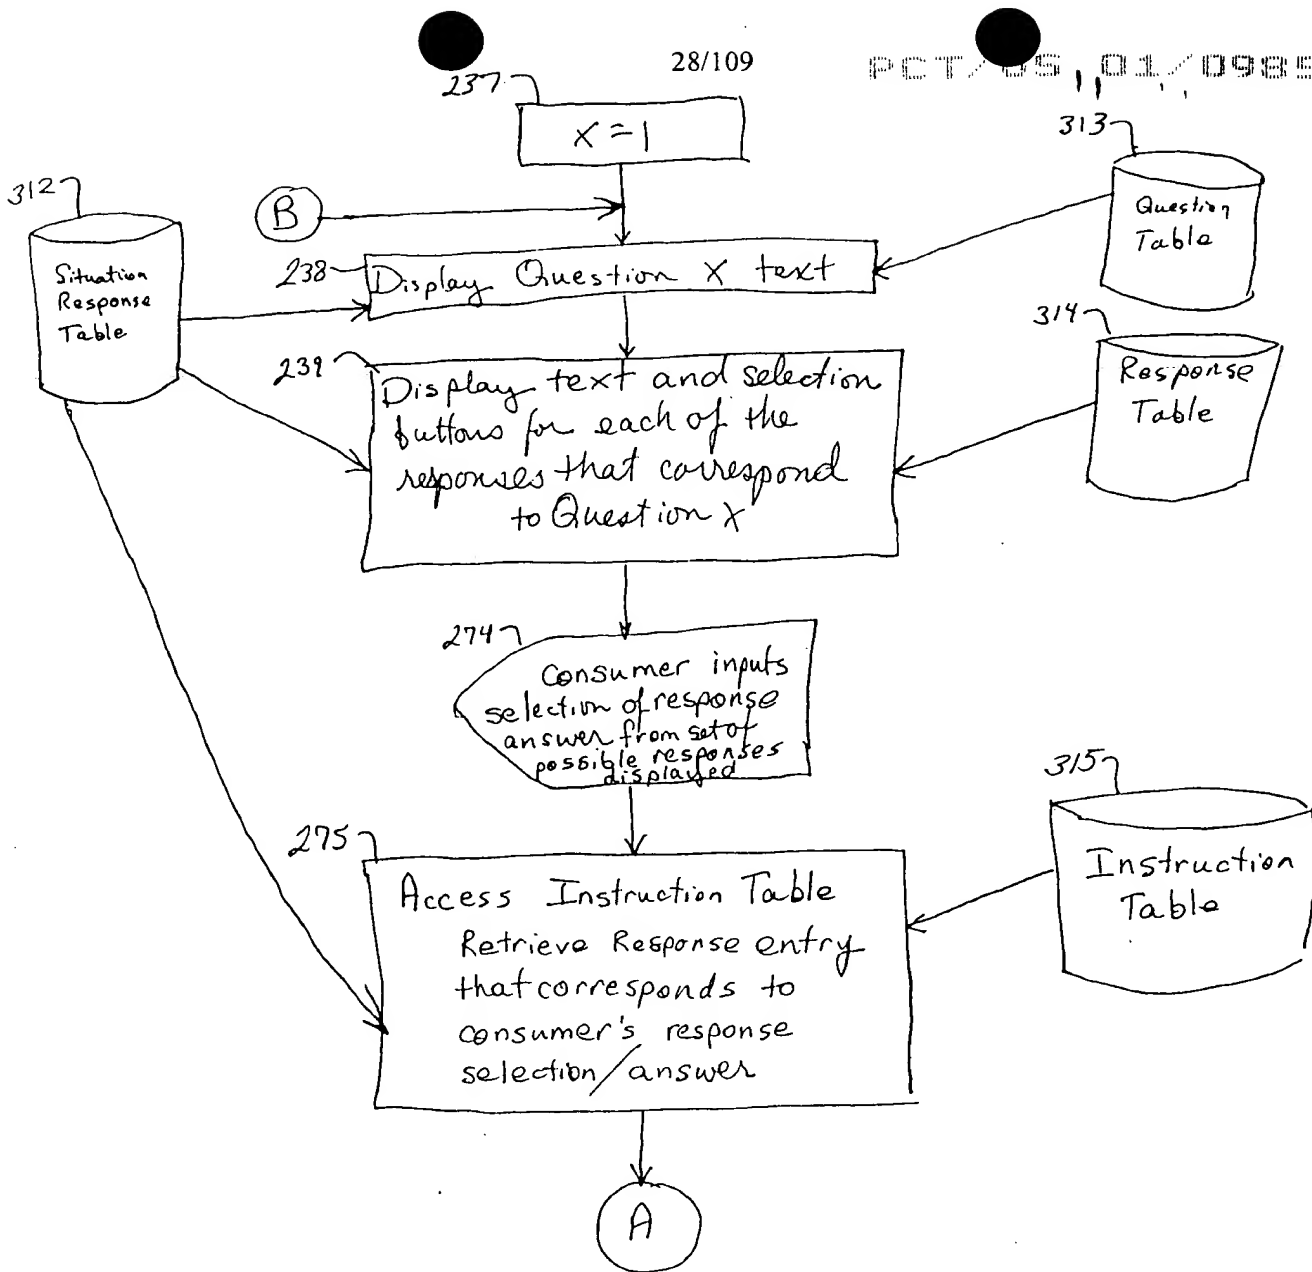 28/109
PCT/US 01/0985
237
X = 1
313
312
B
Question
Table
Situation
Response
Table
238
Display Question X text
314
239
Display text and selection
buttons for each of the
responses that correspond
to Question X
Response
Table
274
Consumer inputs
selection of response
answer from set of
possible responses
displayed
315
275
Access Instruction Table
Retrieve Response entry
that corresponds to
consumer's response
selection/answer
Instruction
Table
A